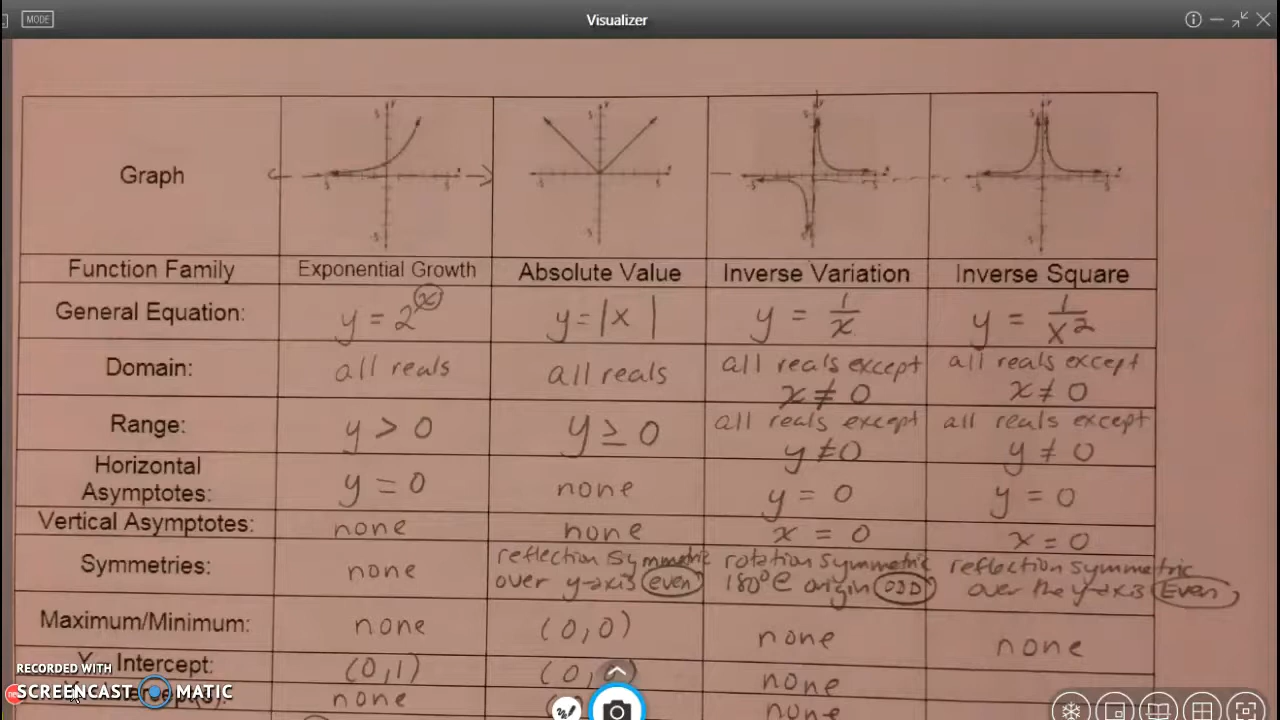 MODE
Visualizer
Graph
Function Family
Exponential Growth
Absolute Value
Inverse Variation
Inverse Square
General Equation:
y = 2^x
y = |x|
y = 1/x
y = 1/x²
Domain:
all reals
all reals
all reals except
x ≠ 0
all reals except
x ≠ 0
Range:
y > 0
y ≥ 0
all reals except
y ≠ 0
all reals except
y ≠ 0
Horizontal
Asymptotes:
y = 0
none
y = 0
y = 0
Vertical Asymptotes:
none
none
x = 0
x = 0
Symmetries:
none
reflection symmetric
over y-axis even
rotation symmetric
180° @ origin ODD
reflection symmetric
over the y-axis Even
Maximum/Minimum:
none
(0,0)
none
none
Intercept:
(0,1)
none
none
none
RECORDED WITH
SCREENCAST MATIC